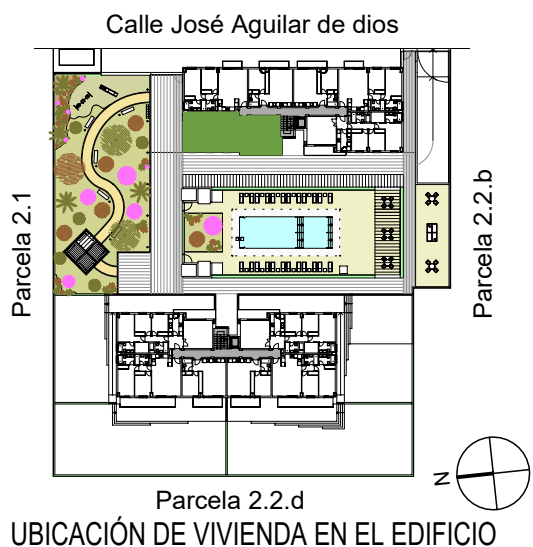 Calle José Aguilar de dios
Parcela 2.1
Parcela 2.2.b
N
Parcela 2.2.d
UBICACIÓN DE VIVIENDA EN EL EDIFICIO